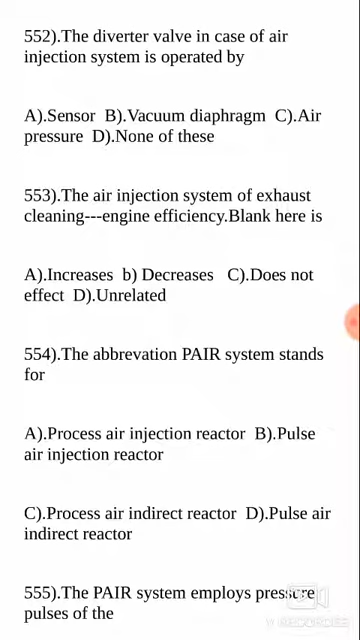 552).The diverter valve in case of air
injection system is operated by
A).Sensor  B).Vacuum diaphragm  C).Air
pressure  D).None of these
553).The air injection system of exhaust
cleaning---engine efficiency.Blank here is
A).Increases  b) Decreases   C).Does not
effect  D).Unrelated
554).The abbrevation PAIR system stands
for
A).Process air injection reactor  B).Pulse
air injection reactor
C).Process air indirect reactor  D).Pulse air
indirect reactor
555).The PAIR system employs pressure
pulses of the